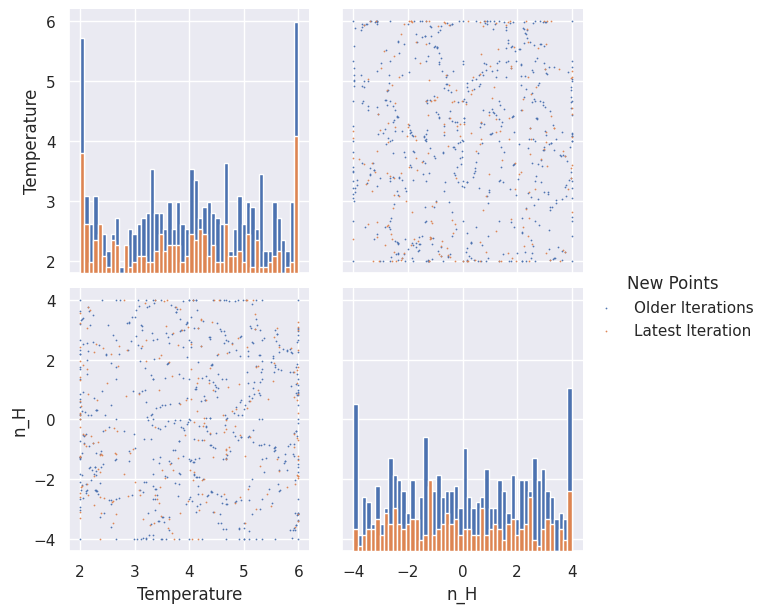 6
5
4
3
2
Temperature
4
2
0
−2
−4
n_H
2
3
4
5
6
Temperature
−4
−2
0
2
4
n_H
New Points
Older Iterations
Latest Iteration